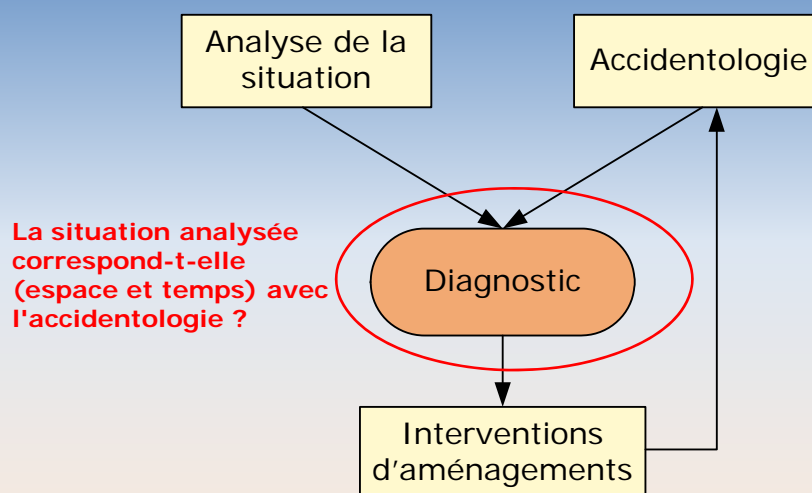 Analyse de la
situation
Accidentologie
La situation analysée
correspond-t-elle
(espace et temps) avec
l'accidentologie ?
Diagnostic
Interventions
d'aménagements